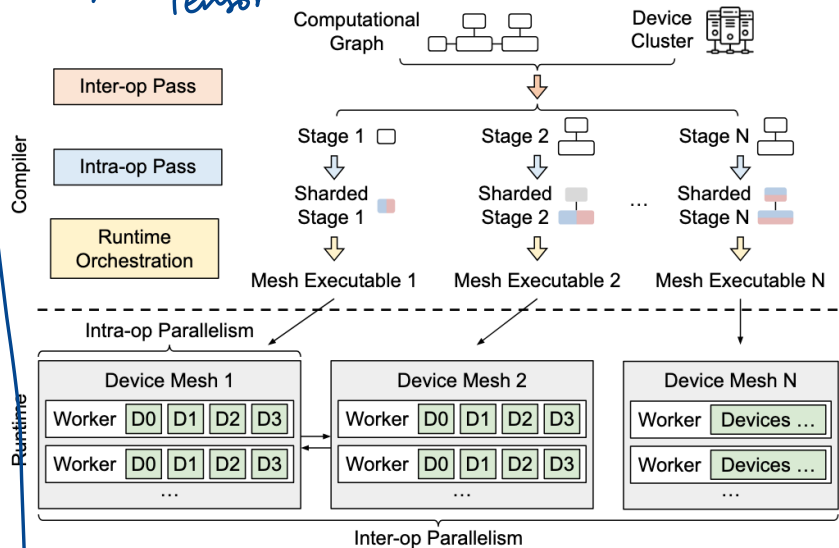 Tensor
Computational
Graph
Device
Cluster
Inter-op Pass
Compiler
Stage 1
Stage 2
Stage N
Intra-op Pass
Sharded
Stage 1
Sharded
Stage 2
...
Sharded
Stage N
Runtime
Orchestration
Mesh Executable 1
Mesh Executable 2
Mesh Executable N
Intra-op Parallelism
Runtime
Device Mesh 1
Worker D0 D1 D2 D3
Worker D0 D1 D2 D3
...
Device Mesh 2
Worker D0 D1 D2 D3
Worker D0 D1 D2 D3
...
Device Mesh N
Worker Devices ...
Worker Devices ...
...
Inter-op Parallelism